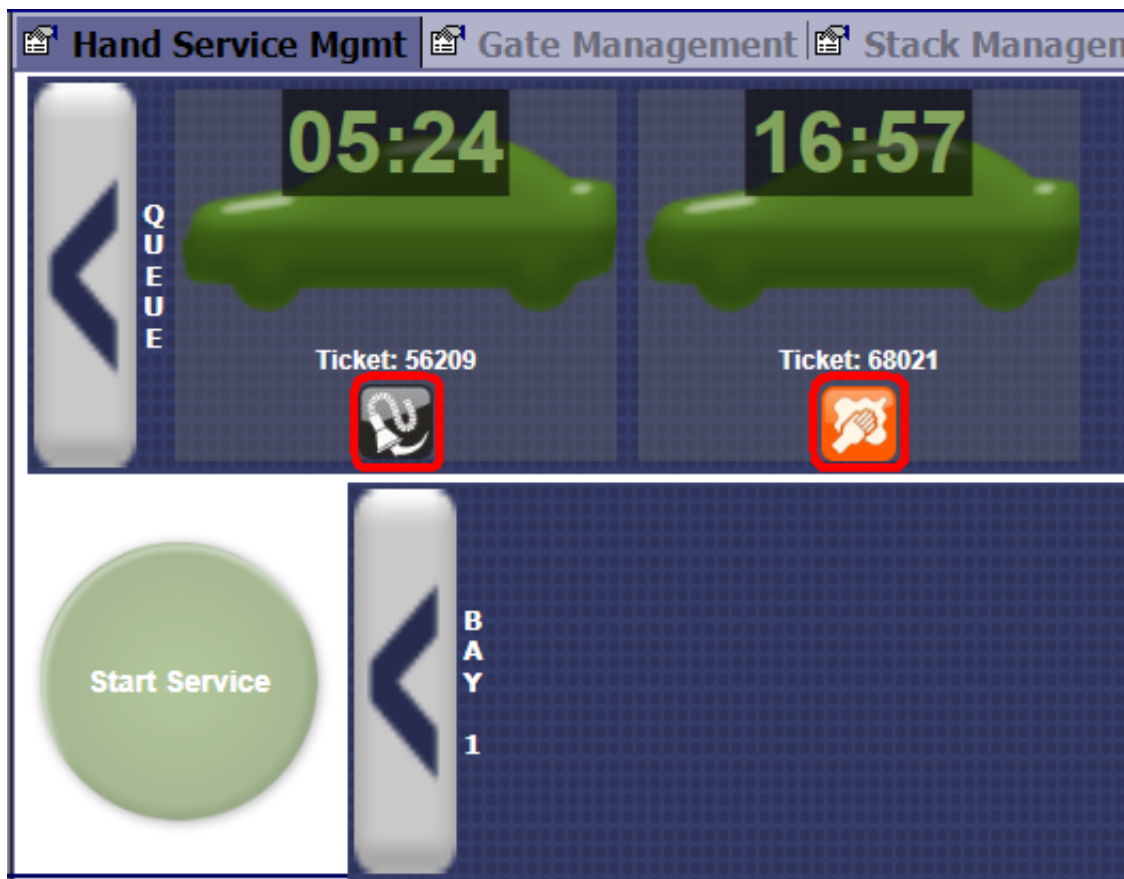 Hand Service Mgmt Gate Management Stack Managem
05:24 16:57
QUEUE
Ticket: 56209 Ticket: 68021
Start Service
BAY 1